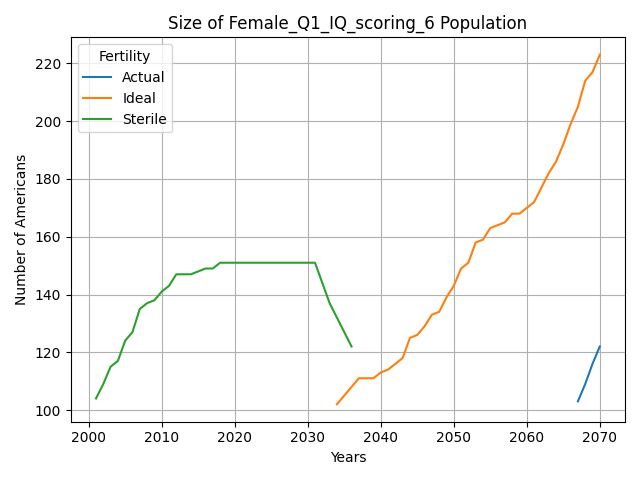 Size of Female_Q1_IQ_scoring_6 Population
Fertility
Actual
Ideal
Sterile
Number of Americans
220
200
180
160
140
120
100
2000 2010 2020 2030 2040 2050 2060 2070
Years